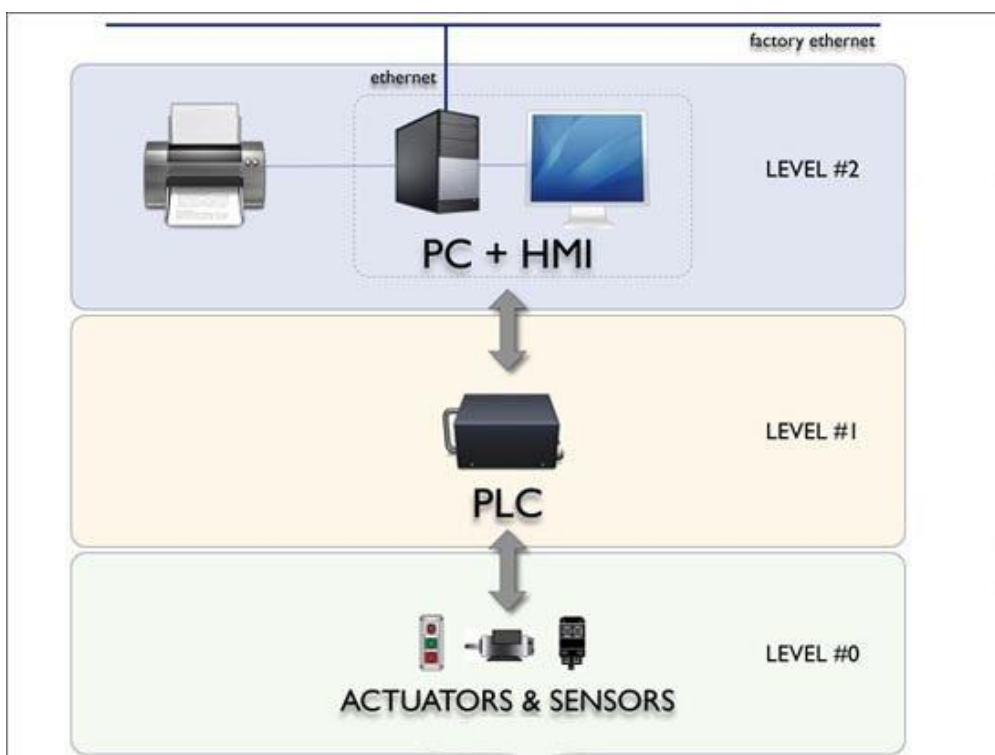 factory ethernet
ethernet
LEVEL #2
PC + HMI
LEVEL #1
PLC
LEVEL #0
ACTUATORS & SENSORS